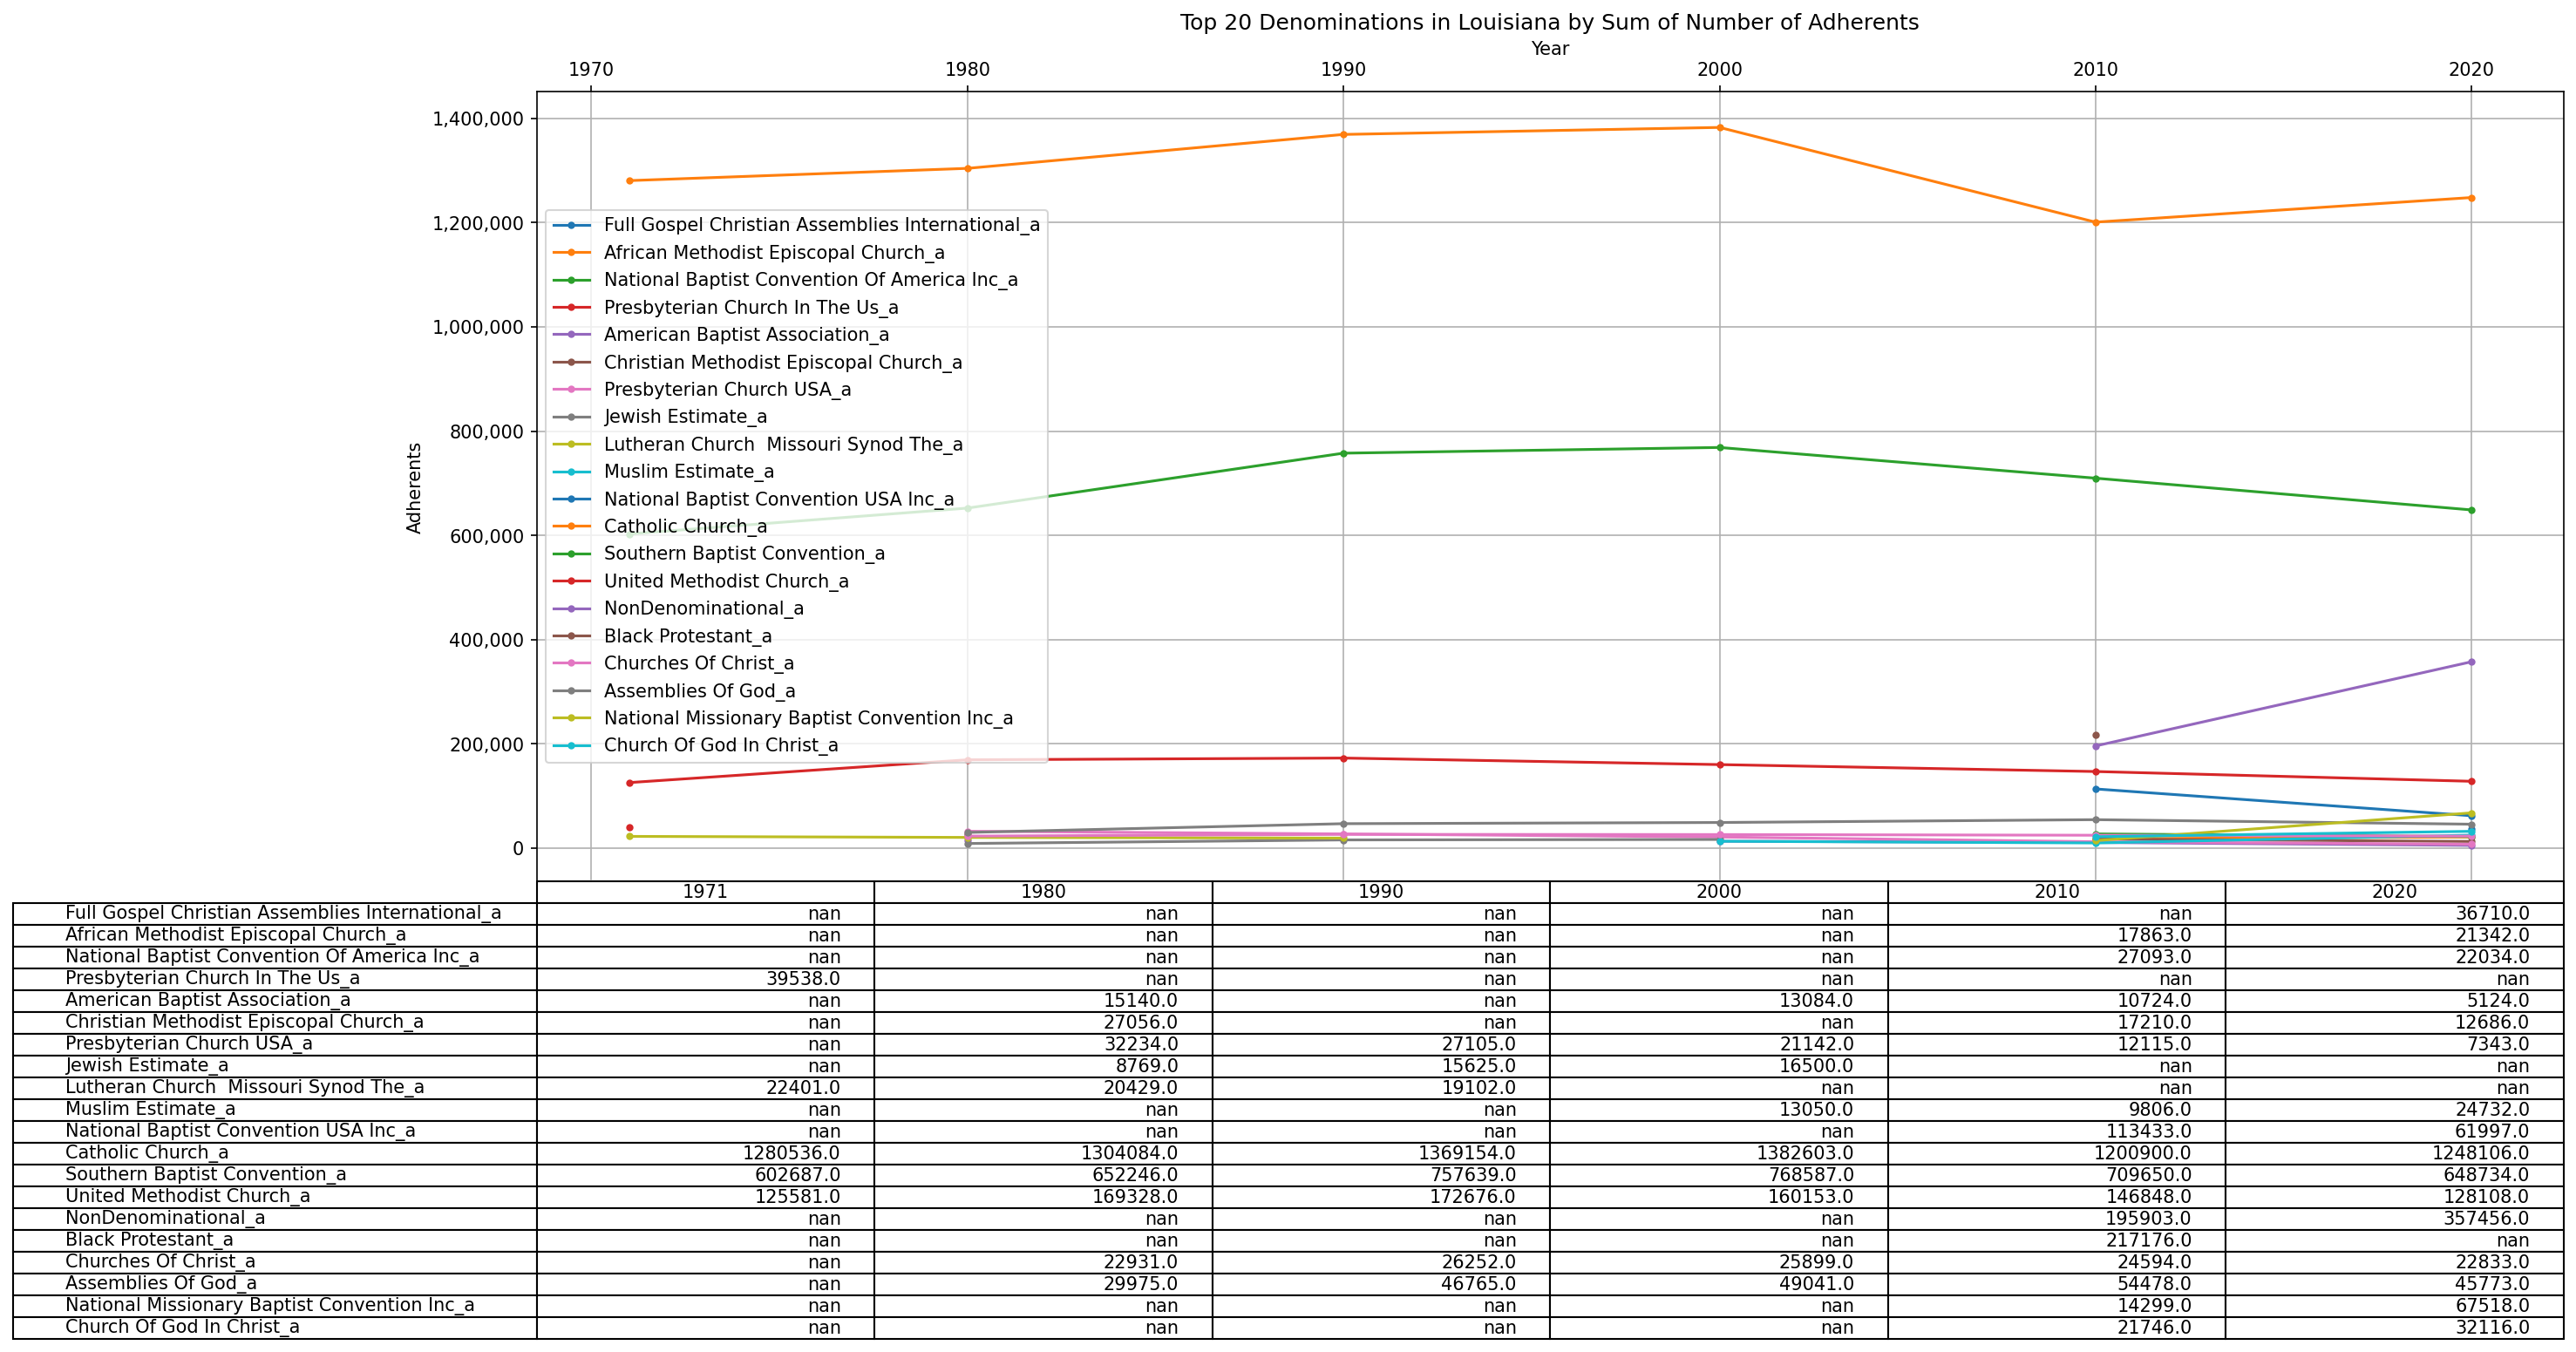 Top 20 Denominations in Louisiana by Sum of Number of Adherents
Year
1970 1980 1990 2000 2010 2020
1,400,000
1,200,000
1,000,000
800,000
600,000
400,000
200,000
0
Adherents
Full Gospel Christian Assemblies International_a
African Methodist Episcopal Church_a
National Baptist Convention Of America Inc_a
Presbyterian Church In The Us_a
American Baptist Association_a
Christian Methodist Episcopal Church_a
Presbyterian Church USA_a
Jewish Estimate_a
Lutheran Church  Missouri Synod The_a
Muslim Estimate_a
National Baptist Convention USA Inc_a
Catholic Church_a
Southern Baptist Convention_a
United Methodist Church_a
NonDenominational_a
Black Protestant_a
Churches Of Christ_a
Assemblies Of God_a
National Missionary Baptist Convention Inc_a
Church Of God In Christ_a
1971 1980 1990 2000 2010 2020
Full Gospel Christian Assemblies International_a nan nan nan nan nan 36710.0
African Methodist Episcopal Church_a nan nan nan nan 17863.0 21342.0
National Baptist Convention Of America Inc_a nan nan nan nan 27093.0 22034.0
Presbyterian Church In The Us_a 39538.0 nan nan nan nan nan
American Baptist Association_a nan 15140.0 nan 13084.0 10724.0 5124.0
Christian Methodist Episcopal Church_a nan 27056.0 nan nan 17210.0 12686.0
Presbyterian Church USA_a nan 32234.0 27105.0 21142.0 12115.0 7343.0
Jewish Estimate_a nan 8769.0 15625.0 16500.0 nan nan
Lutheran Church  Missouri Synod The_a 22401.0 20429.0 19102.0 nan nan nan
Muslim Estimate_a nan nan nan 13050.0 9806.0 24732.0
National Baptist Convention USA Inc_a nan nan nan nan 113433.0 61997.0
Catholic Church_a 1280536.0 1304084.0 1369154.0 1382603.0 1200900.0 1248106.0
Southern Baptist Convention_a 602687.0 652246.0 757639.0 768587.0 709650.0 648734.0
United Methodist Church_a 125581.0 169328.0 172676.0 160153.0 146848.0 128108.0
NonDenominational_a nan nan nan nan 195903.0 357456.0
Black Protestant_a nan nan nan nan 217176.0 nan
Churches Of Christ_a nan 22931.0 26252.0 25899.0 24594.0 22833.0
Assemblies Of God_a nan 29975.0 46765.0 49041.0 54478.0 45773.0
National Missionary Baptist Convention Inc_a nan nan nan nan 14299.0 67518.0
Church Of God In Christ_a nan nan nan nan 21746.0 32116.0